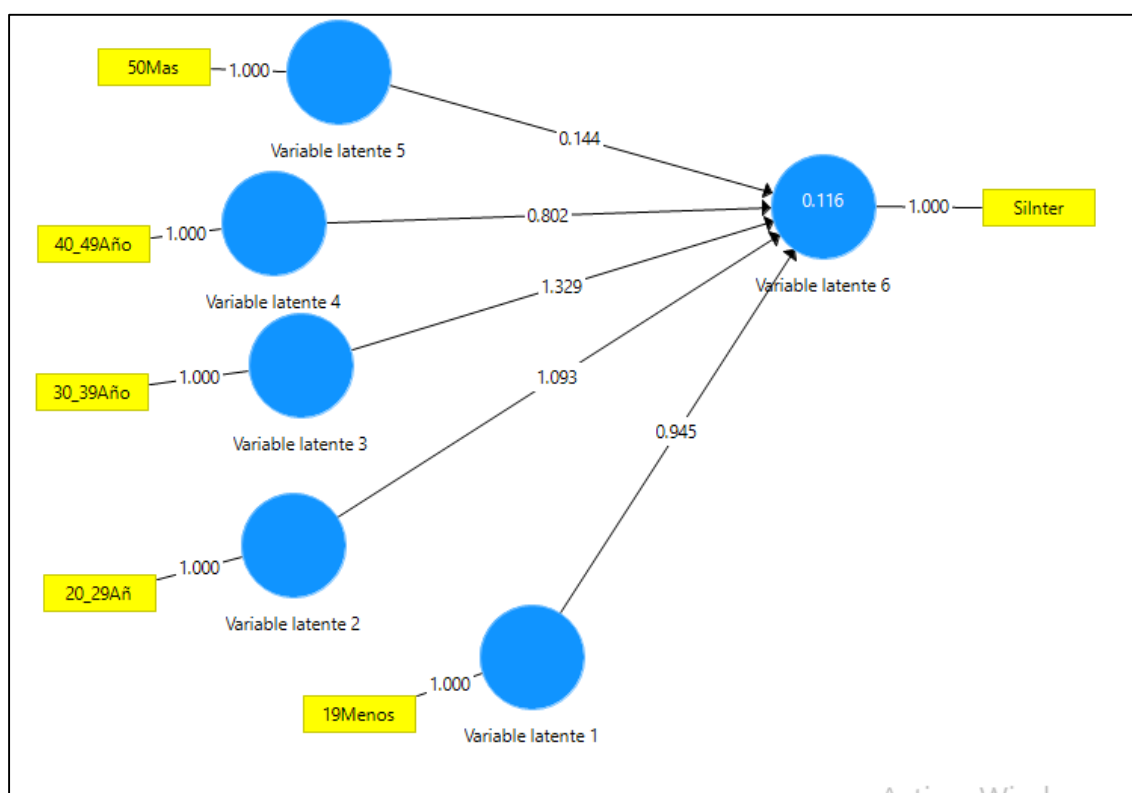 50Mas
1.000
Variable latente 5
0.144
0.116
1.000
SiInter
Variable latente 6
40_49Año
1.000
0.802
Variable latente 4
1.329
30_39Año
1.000
Variable latente 3
1.093
0.945
20_29Añ
1.000
Variable latente 2
19Menos
1.000
Variable latente 1